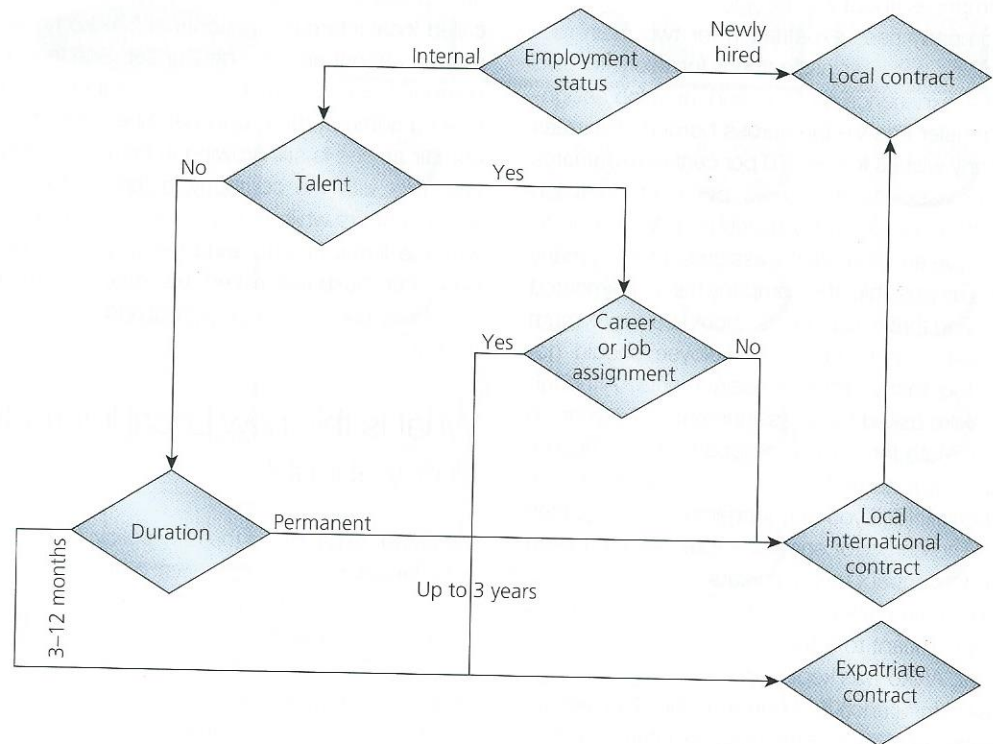 Employment
status
Newly
hired
Internal
Local contract
Talent
No
Yes
Career
or job
assignment
Yes
No
Duration
Permanent
Local
international
contract
3–12 months
Up to 3 years
Expatriate
contract